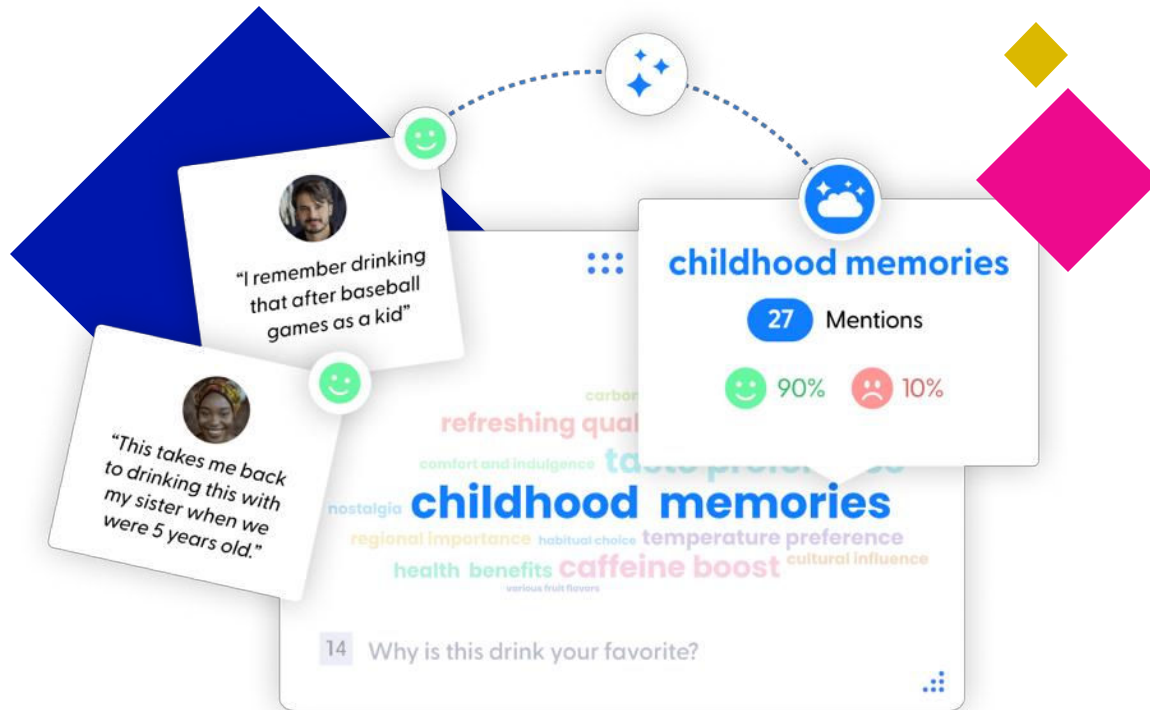 “I remember drinking
that after baseball
games as a kid”
“This takes me back
to drinking this with
my sister when we
were 5 years old.”
childhood memories
27 Mentions
90% 10%
refreshing
comfort and indulgence taste
nostalgia childhood memories
regional importance habitual choice temperature preference
health benefits caffeine boost cultural influence
various fruit flavors
14 Why is this drink your favorite?